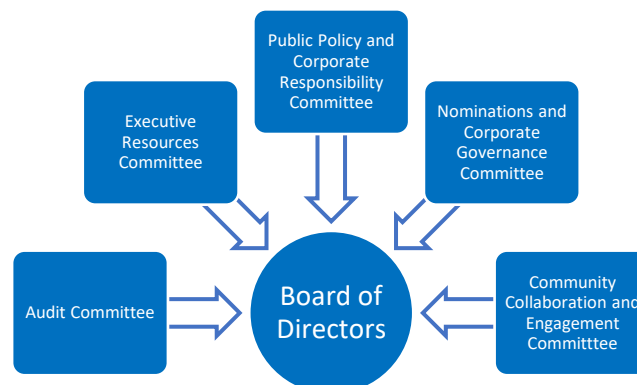 Public Policy and
Corporate
Responsibility
Committee
Executive
Resources
Committee
Nominations and
Corporate
Governance
Committee
Audit Committee
Board of
Directors
Community
Collaboration and
Engagement
Committtee